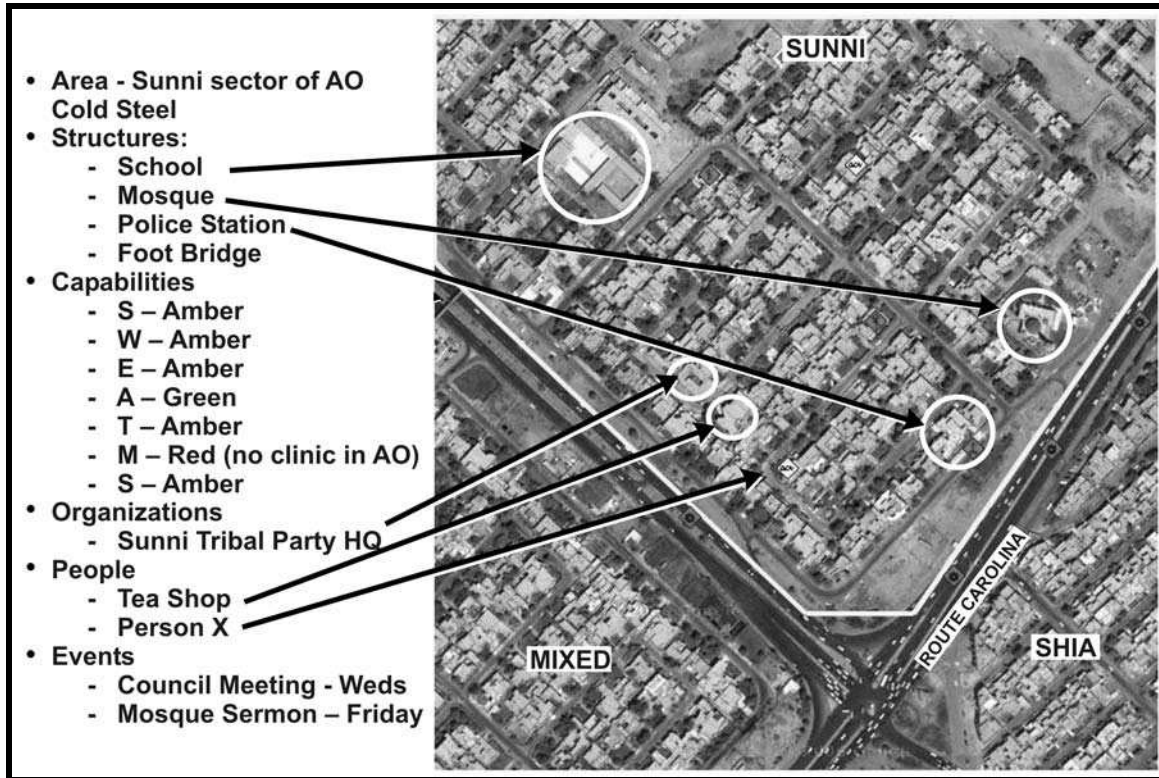 • Area - Sunni sector of AO
Cold Steel
• Structures:
- School
- Mosque
- Police Station
- Foot Bridge
• Capabilities
- S – Amber
- W – Amber
- E – Amber
- A – Green
- T – Amber
- M – Red (no clinic in AO)
- S – Amber
• Organizations
- Sunni Tribal Party HQ
• People
- Tea Shop
- Person X
• Events
- Council Meeting - Weds
- Mosque Sermon – Friday
SUNNI
MIXED
ROUTE CAROLINA
SHIA